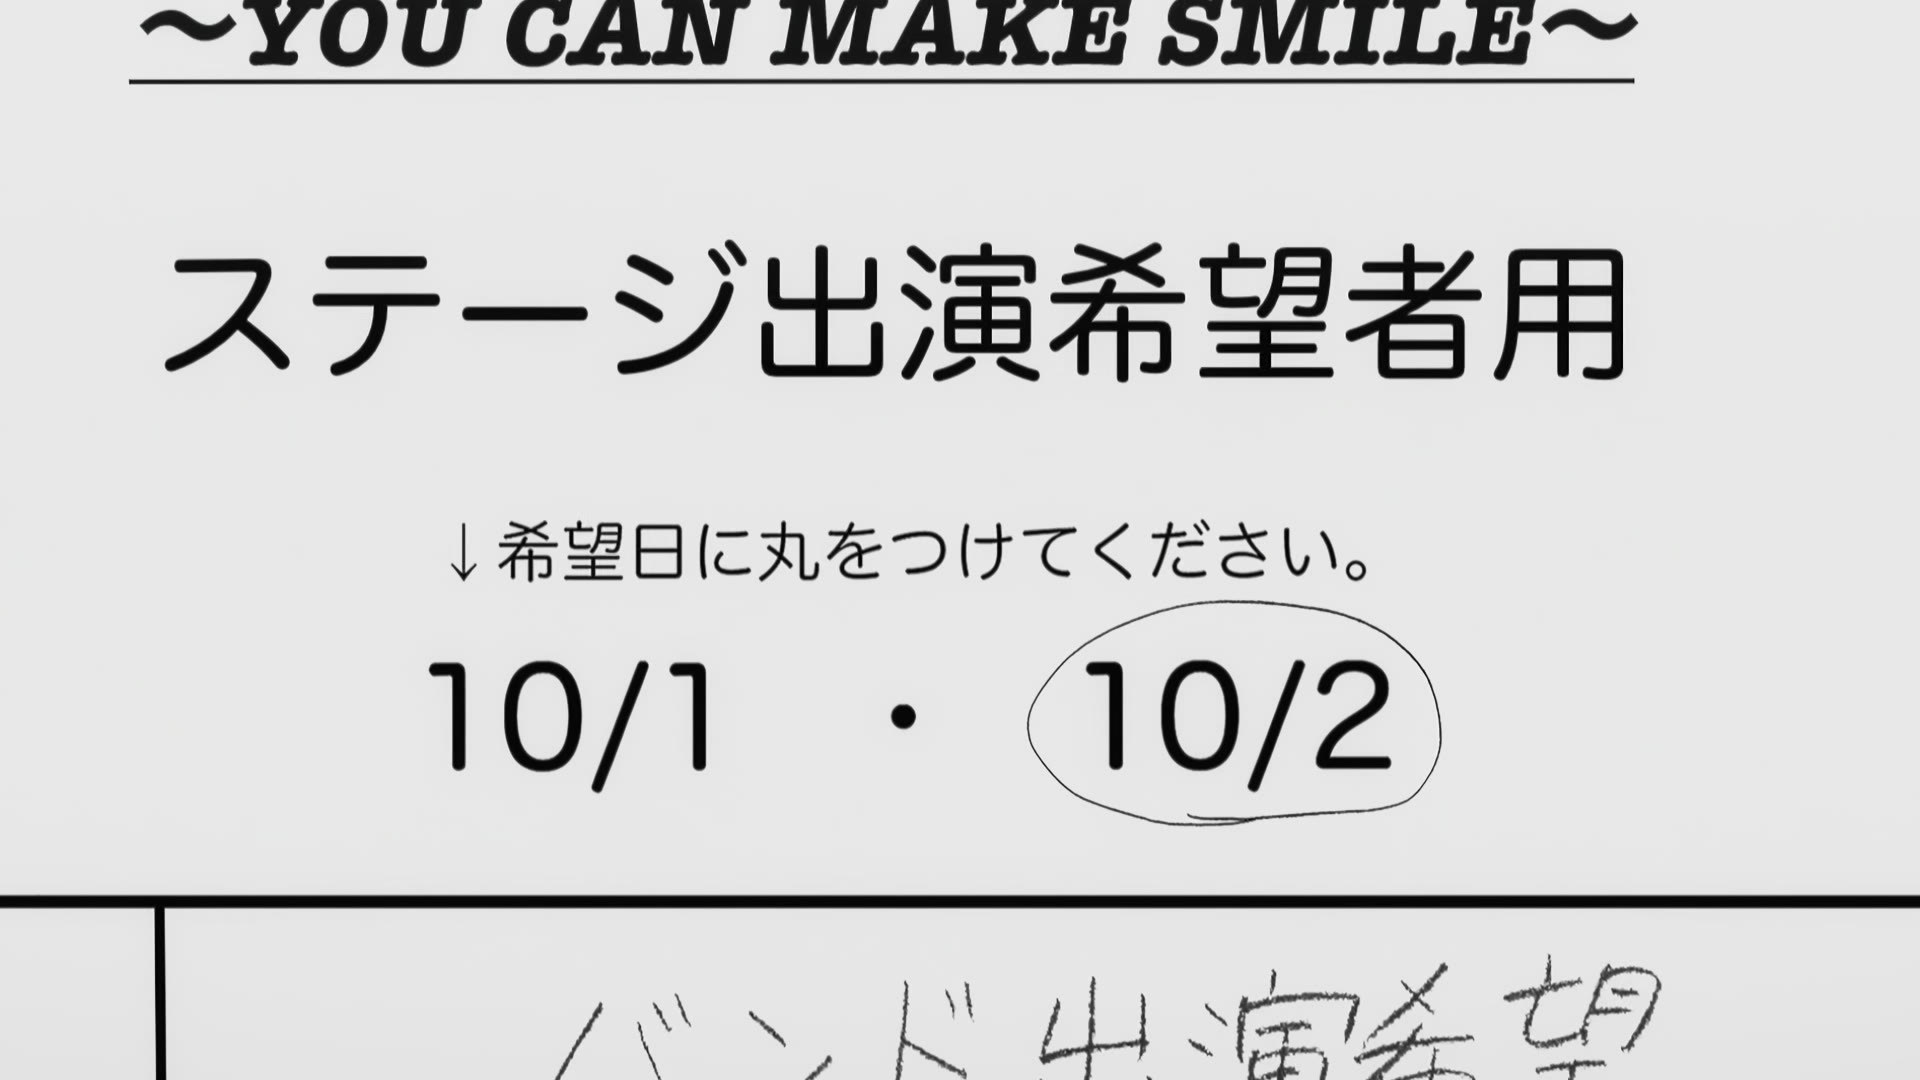 ～YOU CAN MAKE SMILE～
ステージ出演希望者用
↓希望日に丸をつけてください。
10/1 ・ 10/2
バンド出演希望